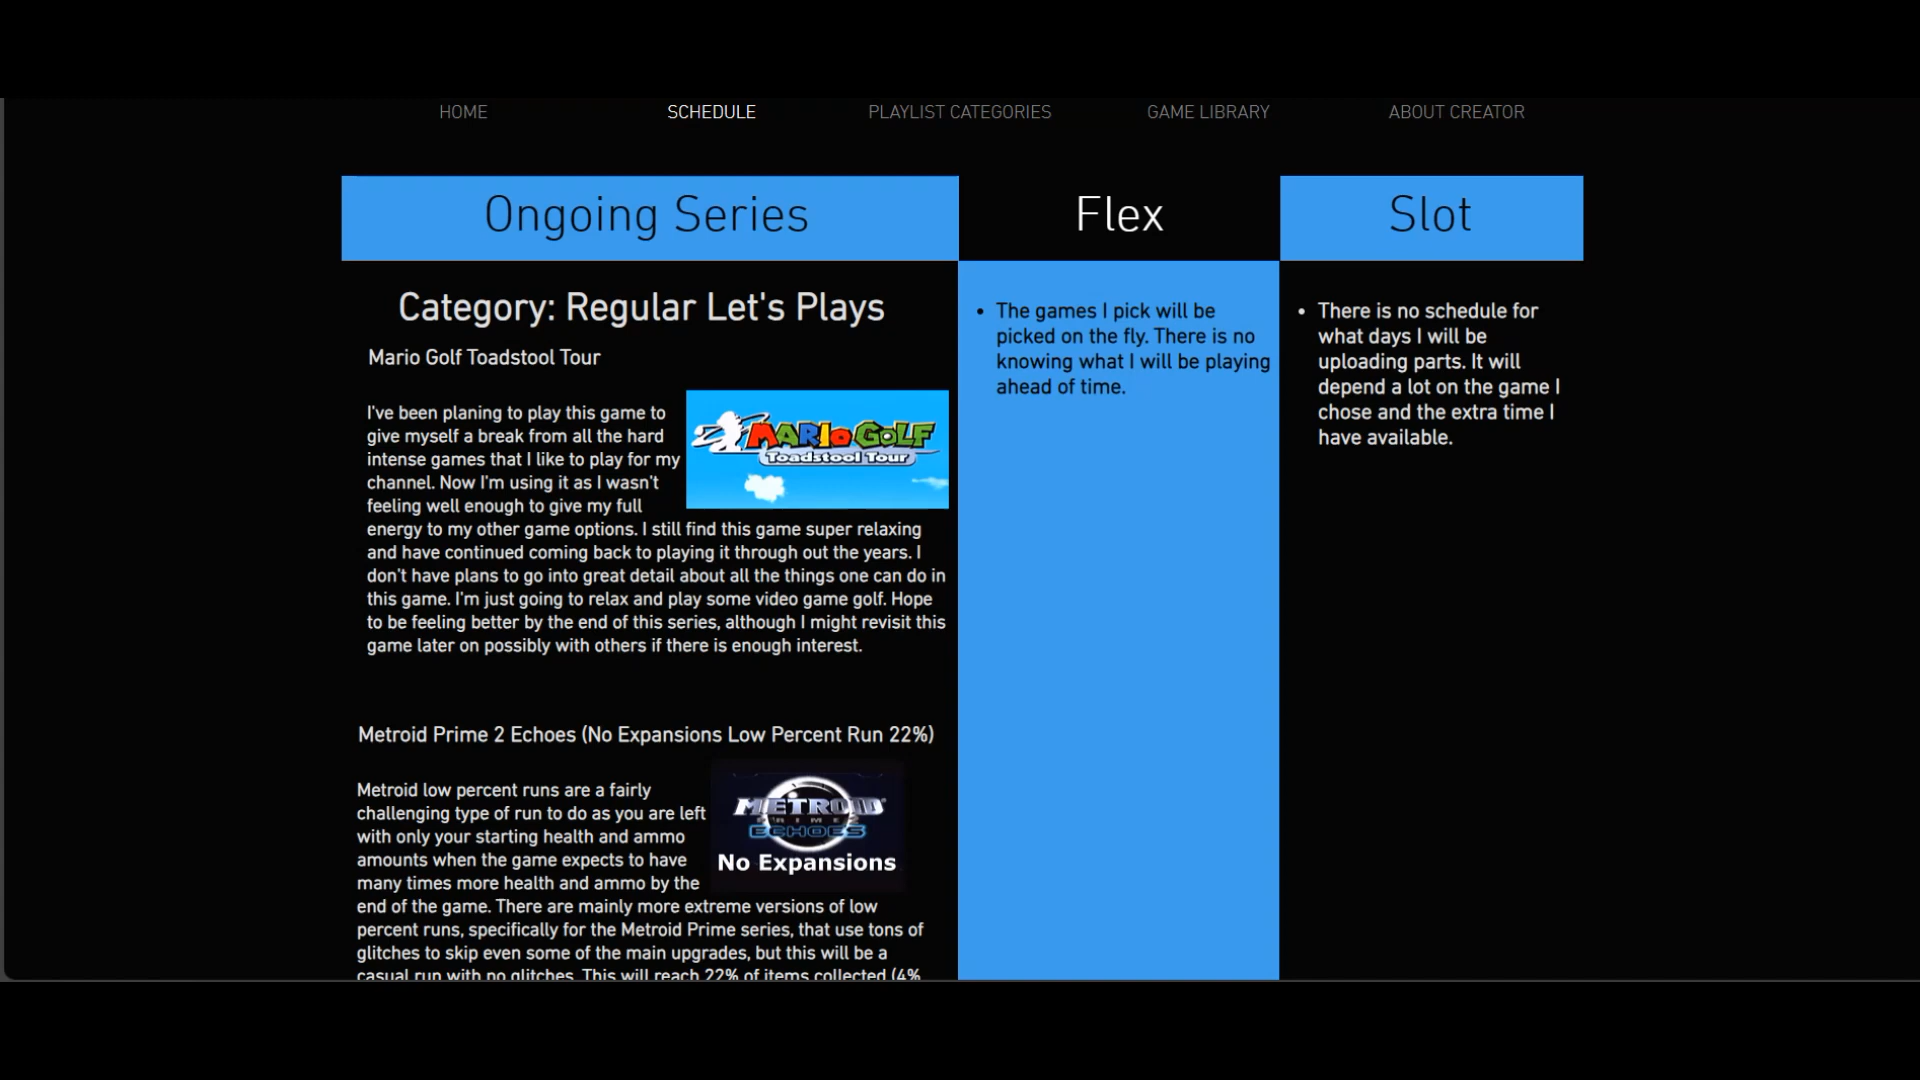 HOME
SCHEDULE
PLAYLIST CATEGORIES
GAME LIBRARY
ABOUT CREATOR
Ongoing Series
Flex
Slot
Category: Regular Let's Plays
Mario Golf Toadstool Tour
I've been planing to play this game to
give myself a break from all the hard
intense games that I like to play for my
channel. Now I'm using it as I wasn't
feeling well enough to give my full
energy to my other game options. I still find this game super relaxing
and have continued coming back to playing it through out the years. I
don't have plans to go into great detail about all the things one can do in
this game. I'm just going to relax and play some video game golf. Hope
to be feeling better by the end of this series, although I might revisit this
game later on possibly with others if there is enough interest.
MARIO GOLF
Toadstool Tour
Metroid Prime 2 Echoes (No Expansions Low Percent Run 22%)
Metroid low percent runs are a fairly
challenging type of run to do as you are left
with only your starting health and ammo
amounts when the game expects to have
many times more health and ammo by the
end of the game. There are mainly more extreme versions of low
percent runs, specifically for the Metroid Prime series, that use tons of
glitches to skip even some of the main upgrades, but this will be a
casual run with no glitches. This will reach 22% of items collected (4%
METROID
PRIME
ECHOES
No Expansions
• The games I pick will be
picked on the fly. There is no
knowing what I will be playing
ahead of time.
• There is no schedule for
what days I will be
uploading parts. It will
depend a lot on the game I
chose and the extra time I
have available.